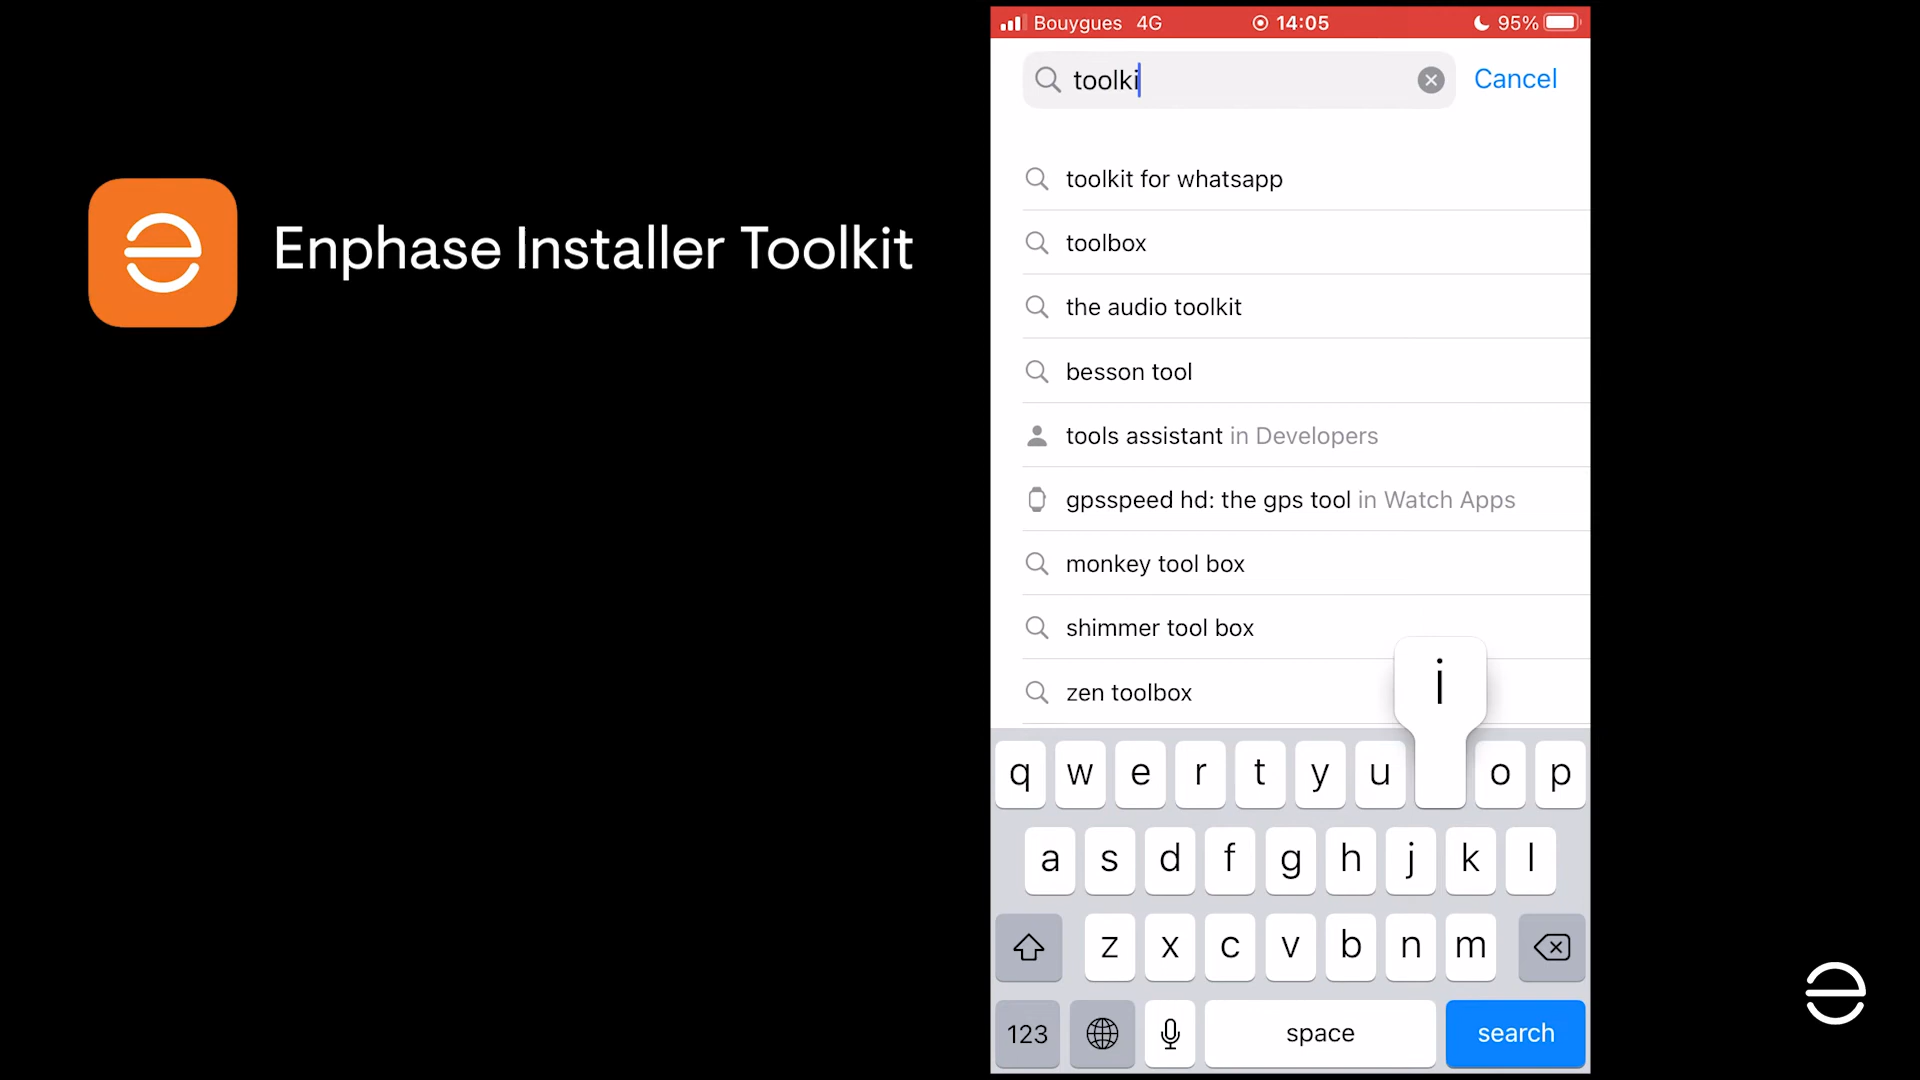 Enphase Installer Toolkit
Bouygues 4G 14:05 95%
toolki Cancel
toolkit for whatsapp
toolbox
the audio toolkit
besson tool
tools assistant in Developers
gpsspeed hd: the gps tool in Watch Apps
monkey tool box
shimmer tool box
zen toolbox
i
q w e r t y u o p
a s d f g h j k l
z x c v b n m
123 space search